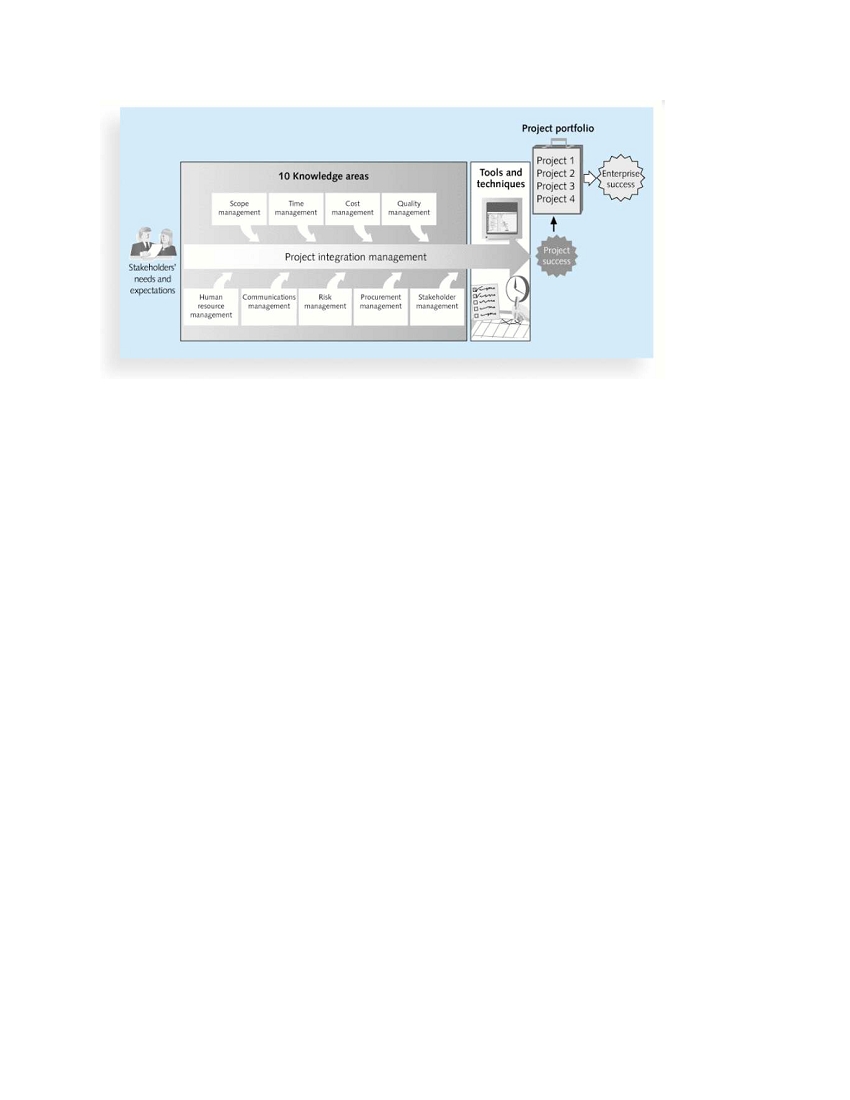 Project portfolio
Project 1
Project 2
Project 3
Project 4
Enterprise
success
10 Knowledge areas
Tools and
techniques
Scope
management
Time
management
Cost
management
Quality
management
Stakeholders'
needs and
expectations
Project integration management
Project
success
Human
resource
management
Communications
management
Risk
management
Procurement
management
Stakeholder
management